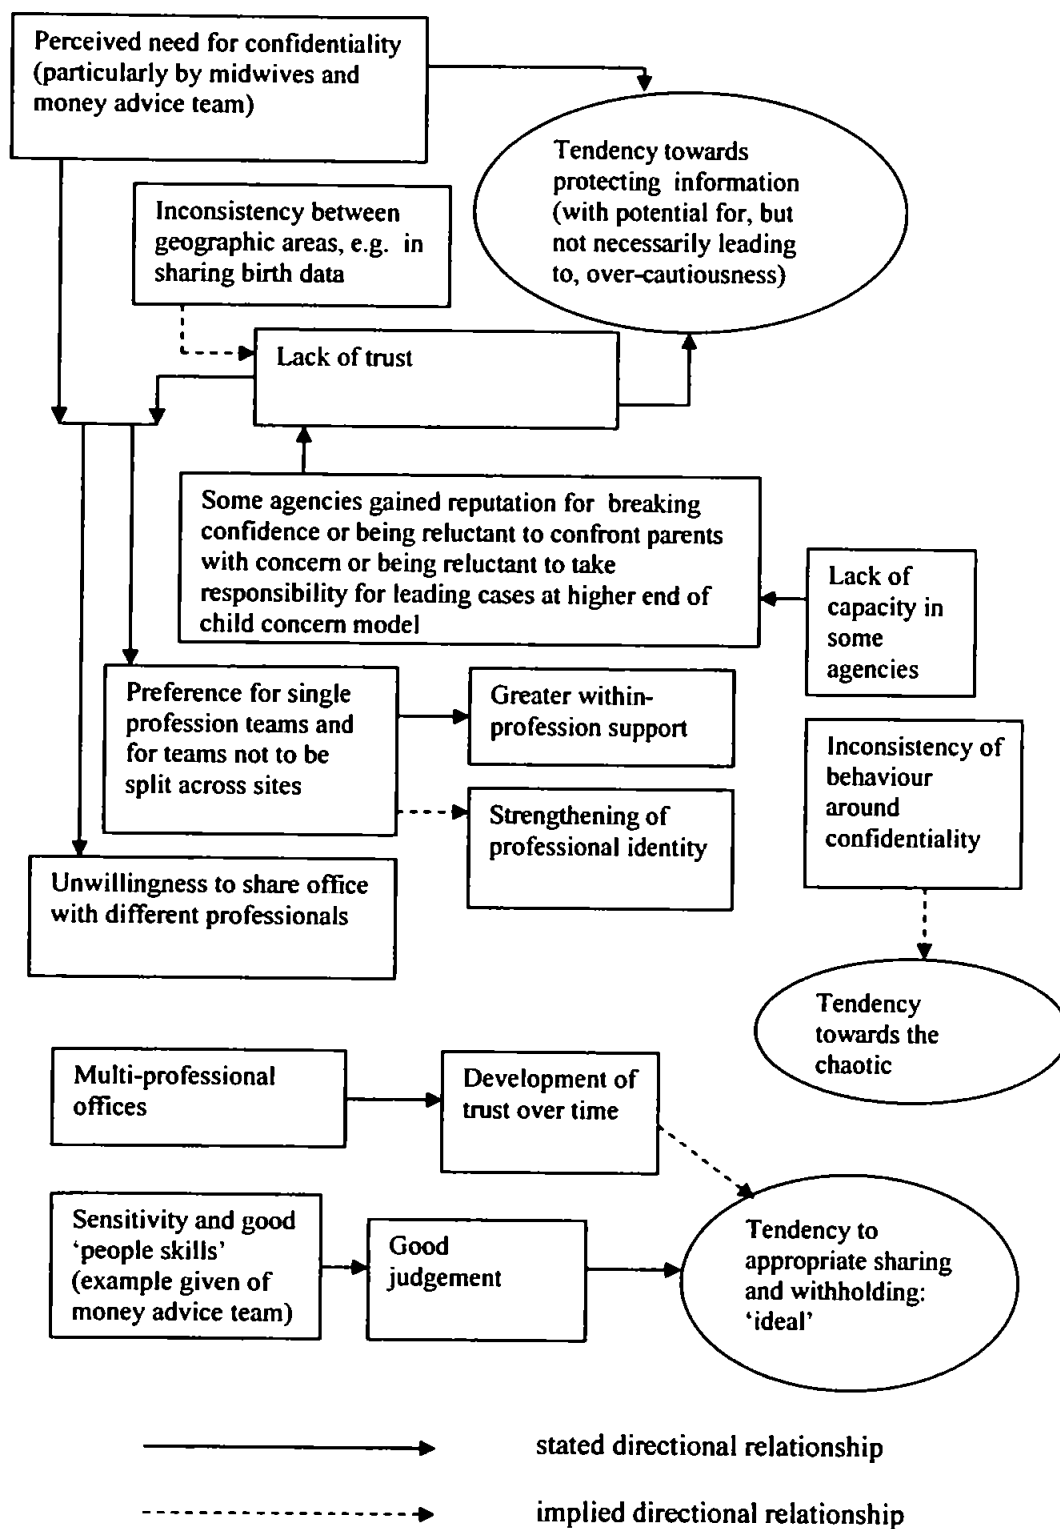 Perceived need for confidentiality
(particularly by midwives and
money advice team)
Tendency towards
protecting information
(with potential for, but
not necessarily leading
to, over-cautiousness)
Inconsistency between
geographic areas, e.g. in
sharing birth data
Lack of trust
Some agencies gained reputation for breaking
confidence or being reluctant to confront parents
with concern or being reluctant to take
responsibility for leading cases at higher end of
child concern model
Lack of
capacity in
some
agencies
Preference for single
profession teams and
for teams not to be
split across sites
Greater within-
profession support
Strengthening of
professional identity
Inconsistency of
behaviour
around
confidentiality
Unwillingness to share office
with different professionals
Tendency
towards the
chaotic
Multi-professional
offices
Development of
trust over time
Sensitivity and good
‘people skills’
(example given of
money advice team)
Good
judgement
Tendency to
appropriate sharing
and withholding:
‘ideal’
stated directional relationship
implied directional relationship